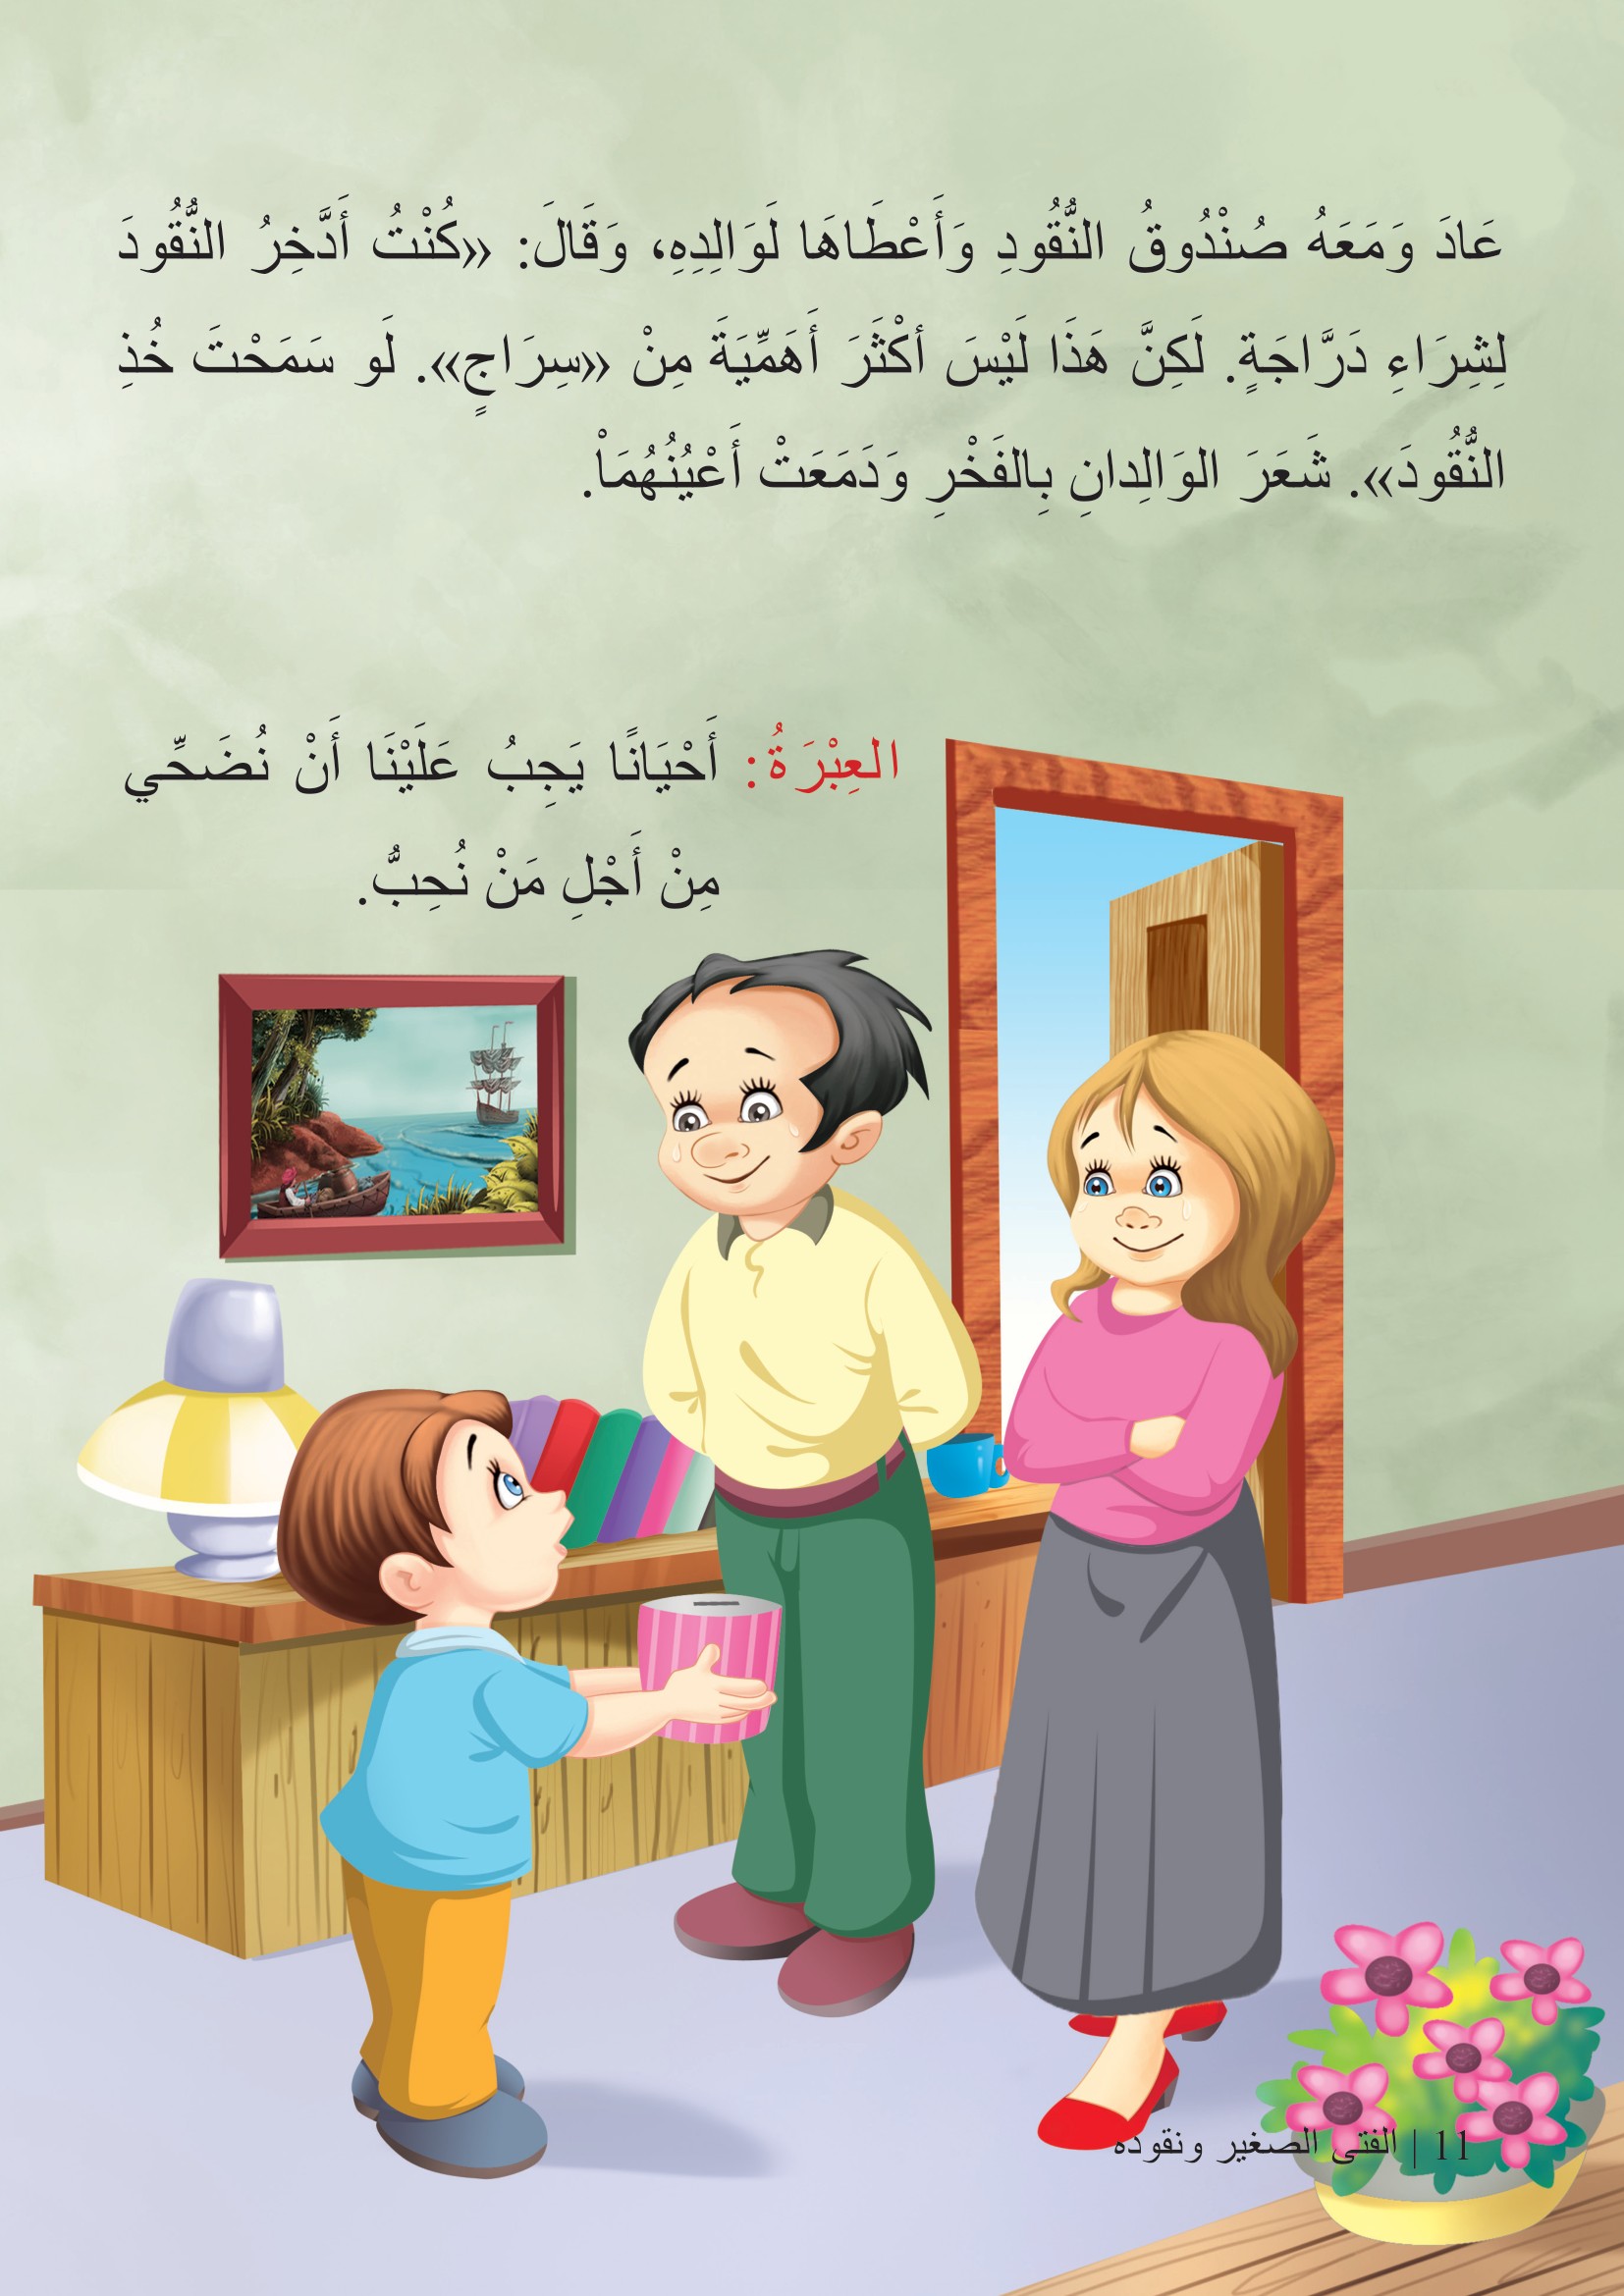 عَادَ وَمَعَهُ صُنْدُوقُ النُّقُودِ وَأَعْطَاهَا لَوَالِدِهِ، وَقَالَ: «كُنْتُ أَدَّخِرُ النُّقُودَ
لِشِرَاءِ دَرَّاجَةٍ. لَكِنَّ هَذَا لَيْسَ أكْثَرَ أَهَمِّيَةَ مِنْ «سِرَاجٍ». لَو سَمَحْتَ خُذِ
النُّقُودَ». شَعَرَ الوَالِدانِ بِالفَخْرِ وَدَمَعَتْ أَعْيُنُهُمَاْ.
العِبْرَةُ: أَحْيَانًا يَجِبُ عَلَيْنَا أَنْ نُضَحِّي
مِنْ أَجْلِ مَنْ نُحِبُّ.
11 | الفتى الصغير ونقوده